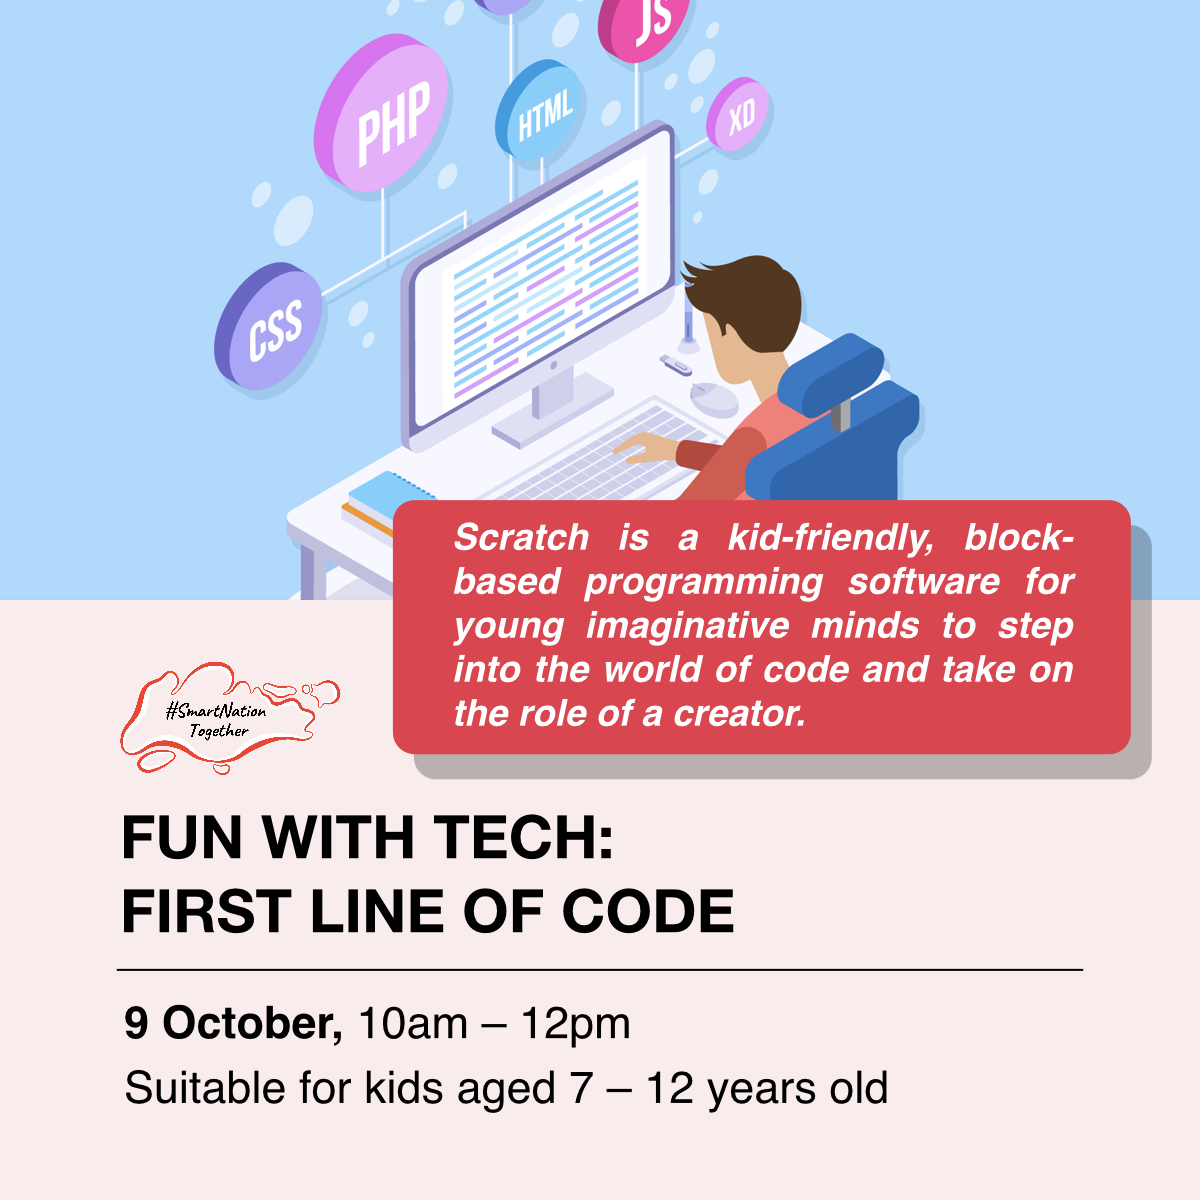 JS
PHP
HTML
XD
CSS
Scratch is a kid-friendly, block-
based programming software for
young imaginative minds to step
into the world of code and take on
the role of a creator.
#SmartNation
Together
FUN WITH TECH:
FIRST LINE OF CODE
9 October, 10am – 12pm
Suitable for kids aged 7 – 12 years old